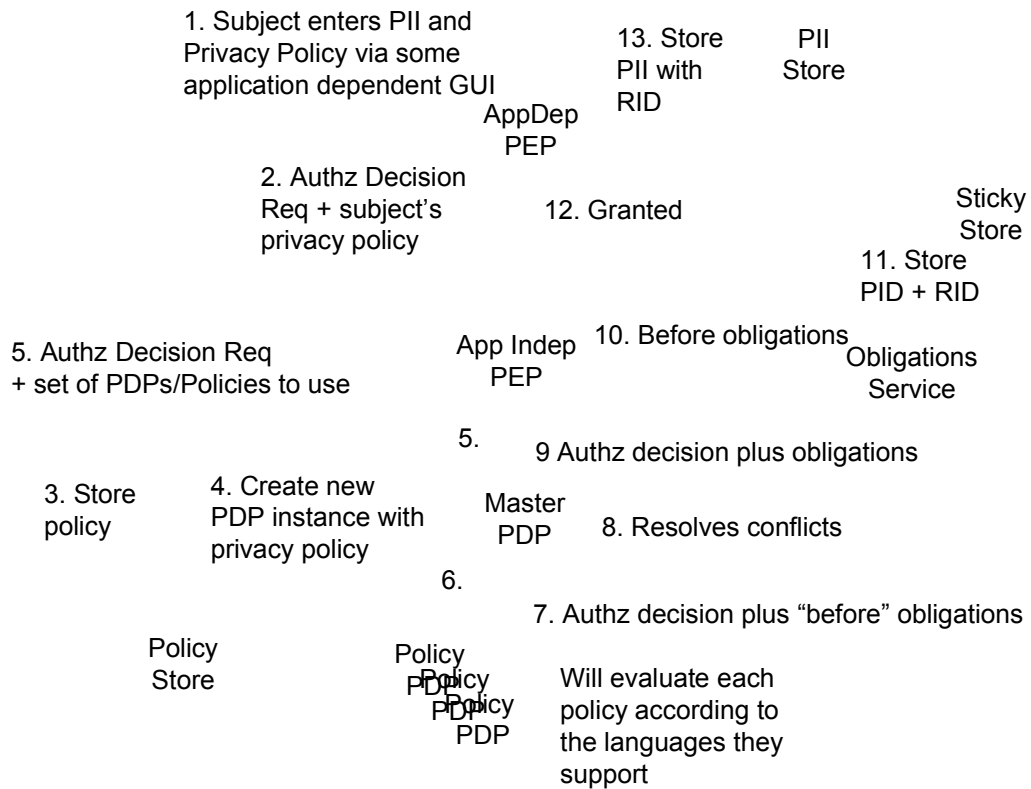 1. Subject enters PII and
Privacy Policy via some
application dependent GUI
13. Store
PII with
RID
PII
Store
AppDep
PEP
2. Authz Decision
Req + subject's
privacy policy
12. Granted
Sticky
Store
11. Store
PID + RID
5. Authz Decision Req
+ set of PDPs/Policies to use
App Indep
PEP
10. Before obligations
Obligations
Service
5.
9 Authz decision plus obligations
3. Store
policy
4. Create new
PDP instance with
privacy policy
Master
PDP
8. Resolves conflicts
6.
7. Authz decision plus “before” obligations
Policy
Store
Policy
PDP
Policy
PDP
Policy
PDP
Will evaluate each
policy according to
the languages they
support